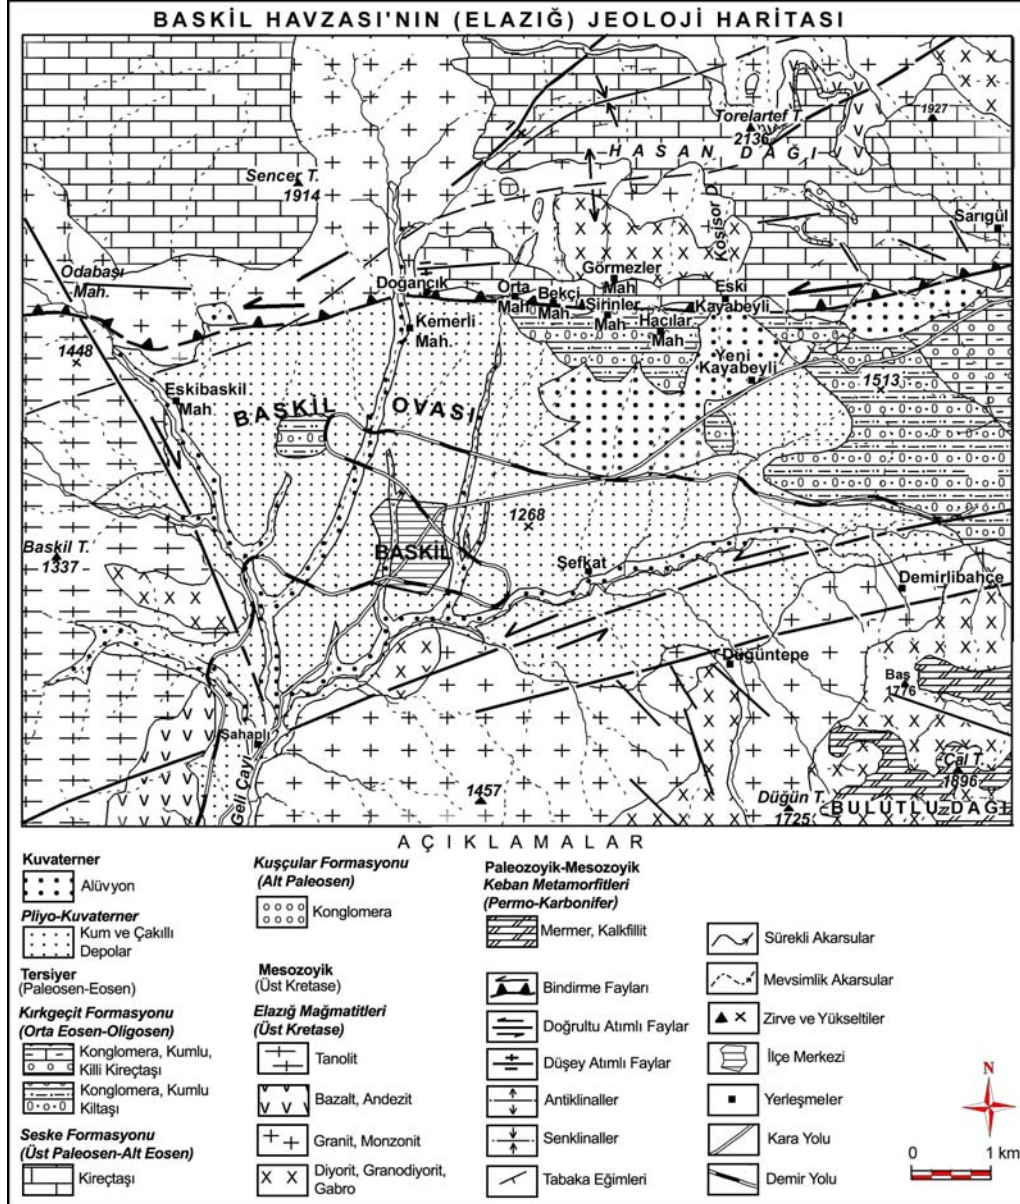 BASKİL HAVZASI'NIN (ELAZIĞ) JEOLOJİ HARİTASI
Torelartef T.
2136
1927
HASAN DAĞI
Sencer T.
1914
Koşisor D.
Sarıgül
Odabaşı
Mah.
Doğancık
Orta
Mah
Bekçi
Mah.
Görmezler
Mah
Şirinler
Mah
Eski
Kayabeyli
Kemerli
Mah.
Hacılar
Mah
Yeni
Kayabeyli
1448
1513
Eskibaskil
Mah.
BASKİL OVASI
1268
BASKİL
Baskil T.
1337
Şefkat
Demirlibahçe
Düğüntepe
Baş
1776
Şahaplı
Geli Çayı
1457
Düğün T.
1725
Çal T.
1896
BULUTLU DAĞI
AÇIKLAMALAR
Kuvaterner
Alüvyon
Pliyo-Kuvaterner
Kum ve Çakıllı
Depolar
Tersiyer
(Paleosen-Eosen)
Kırkgeçit Formasyonu
(Orta Eosen-Oligosen)
Konglomera, Kumlu,
Killi Kireçtaşı
Konglomera, Kumlu
Kiltaşı
Seske Formasyonu
(Üst Paleosen-Alt Eosen)
Kireçtaşı
Kuşçular Formasyonu
(Alt Paleosen)
Konglomera
Mesozoyik
(Üst Kretase)
Elazığ Mağmatitleri
(Üst Kretase)
Tanolit
Bazalt, Andezit
Granit, Monzonit
Diyorit, Granodiyorit,
Gabro
Paleozoyik-Mesozoyik
Keban Metamorfitleri
(Permo-Karbonifer)
Mermer, Kalkfillit
Bindirme Fayları
Doğrultu Atımlı Faylar
Düşey Atımlı Faylar
Antiklinaller
Senklinaller
Tabaka Eğimleri
Sürekli Akarsular
Mevsimlik Akarsular
Zirve ve Yükseltiler
İlçe Merkezi
Yerleşmeler
Kara Yolu
Demir Yolu
N
0 1 km